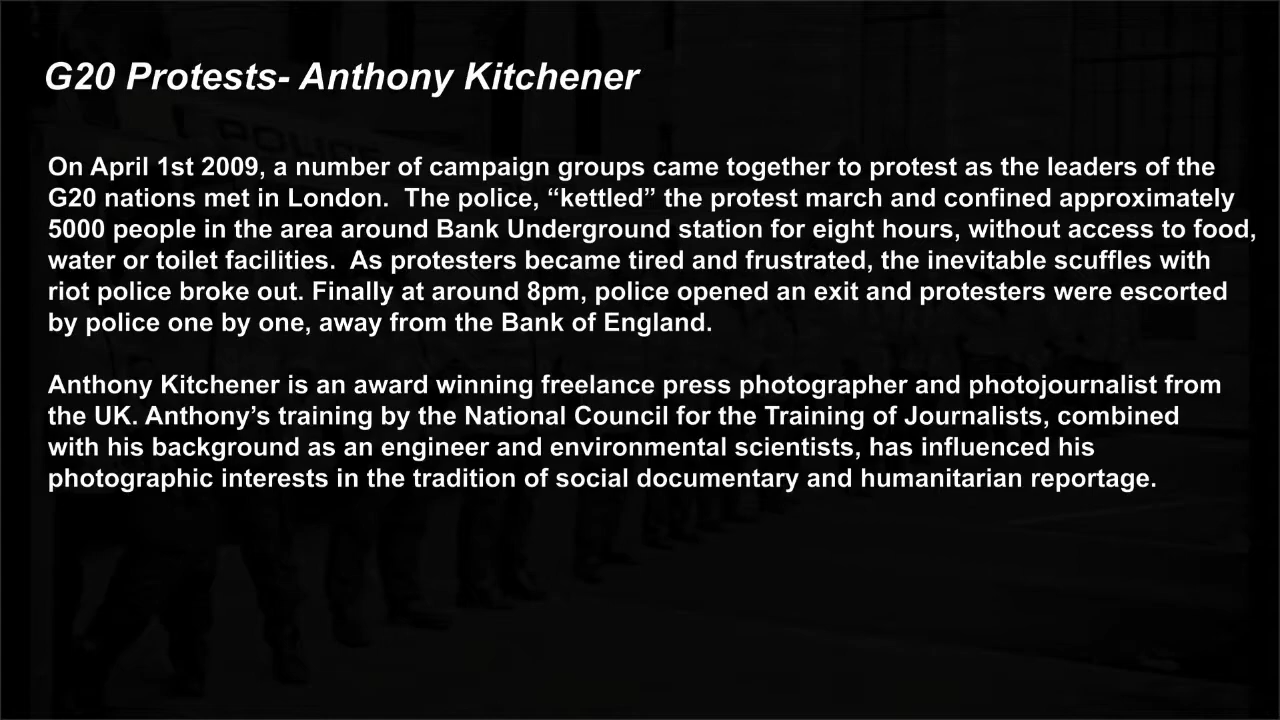 G20 Protests- Anthony Kitchener
On April 1st 2009, a number of campaign groups came together to protest as the leaders of the
G20 nations met in London.  The police, “kettled” the protest march and confined approximately
5000 people in the area around Bank Underground station for eight hours, without access to food,
water or toilet facilities.  As protesters became tired and frustrated, the inevitable scuffles with
riot police broke out. Finally at around 8pm, police opened an exit and protesters were escorted
by police one by one, away from the Bank of England.
Anthony Kitchener is an award winning freelance press photographer and photojournalist from
the UK. Anthony’s training by the National Council for the Training of Journalists, combined
with his background as an engineer and environmental scientists, has influenced his
photographic interests in the tradition of social documentary and humanitarian reportage.
POLICE